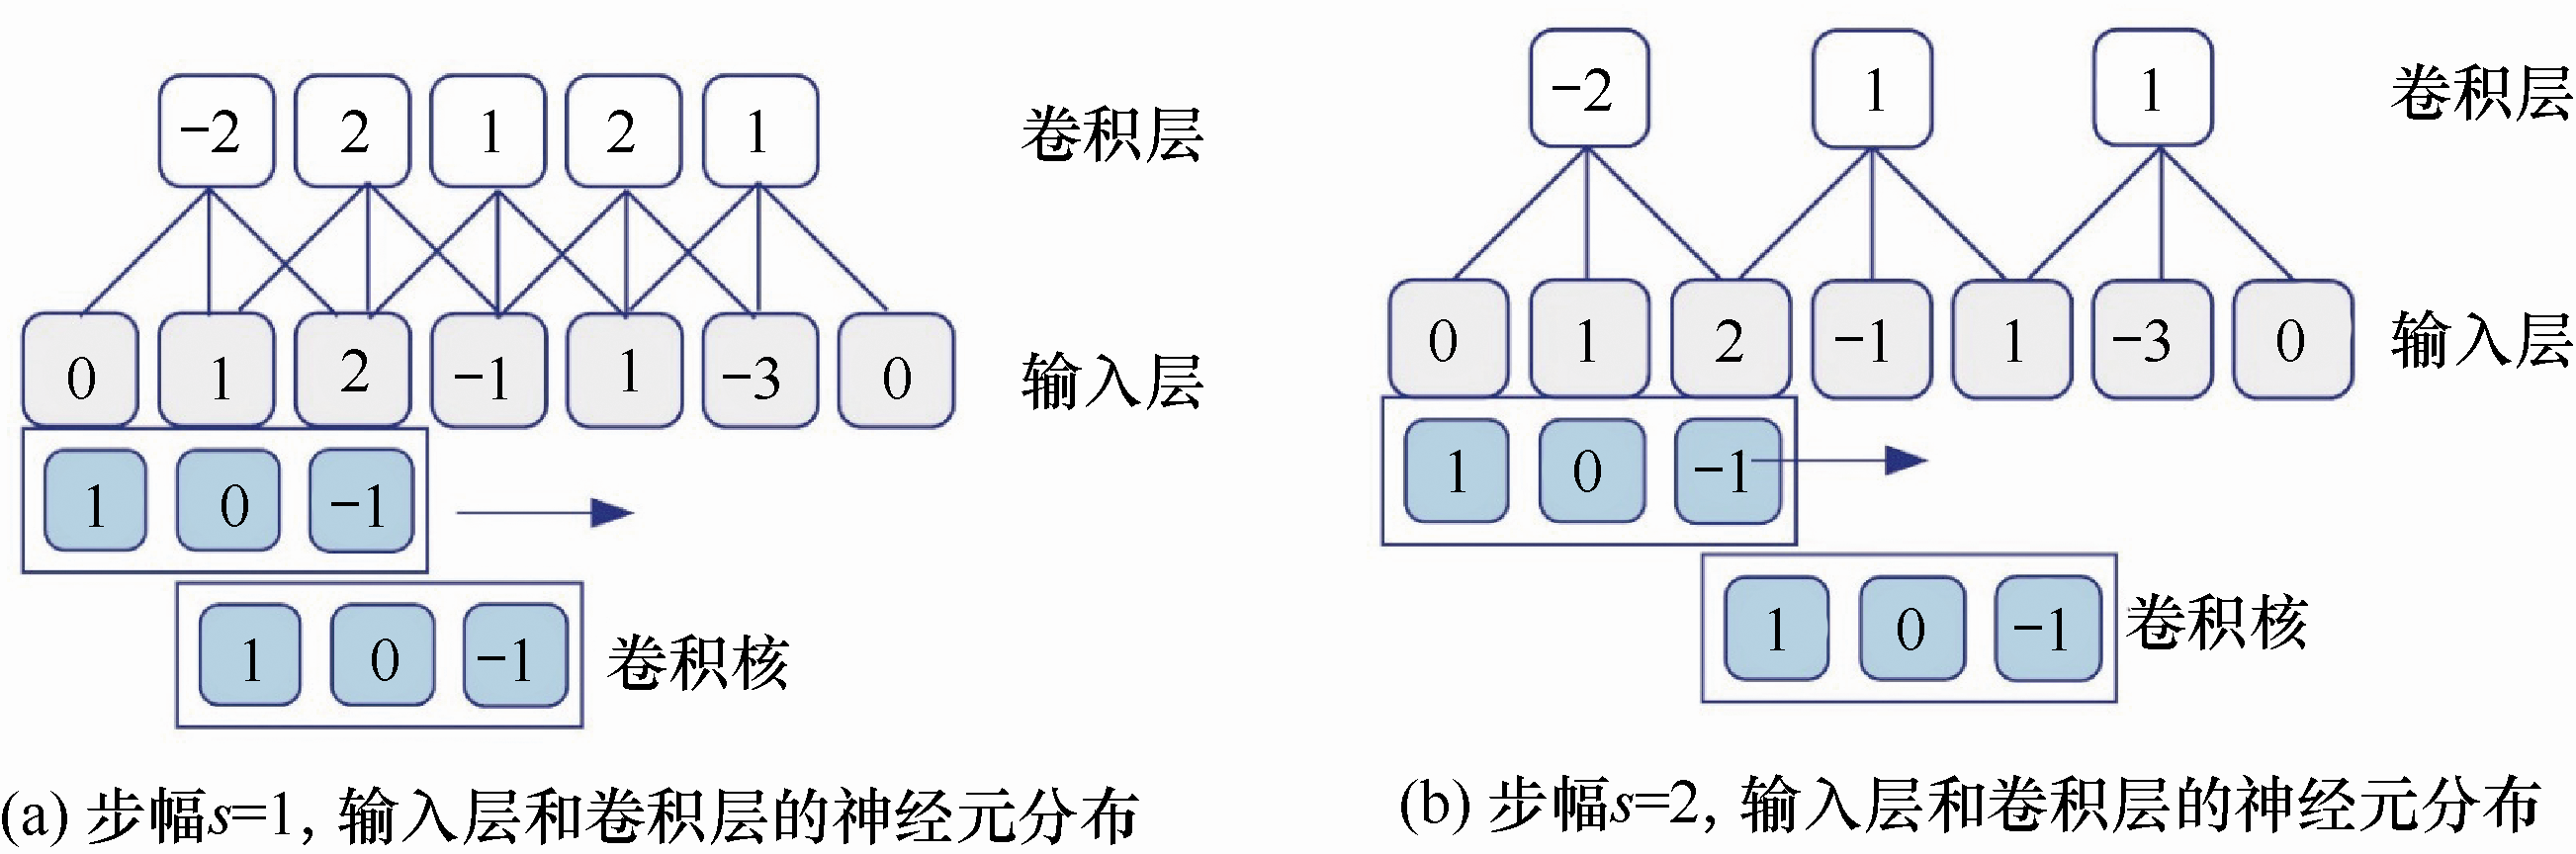 -2 2 1 2 1 卷积层
0 1 2 -1 1 -3 0 输入层
1 0 -1
1 0 -1 卷积核
(a) 步幅s=1, 输入层和卷积层的神经元分布
-2 1 1 卷积层
0 1 2 -1 1 -3 0 输入层
1 0 -1
1 0 -1 卷积核
(b) 步幅s=2, 输入层和卷积层的神经元分布